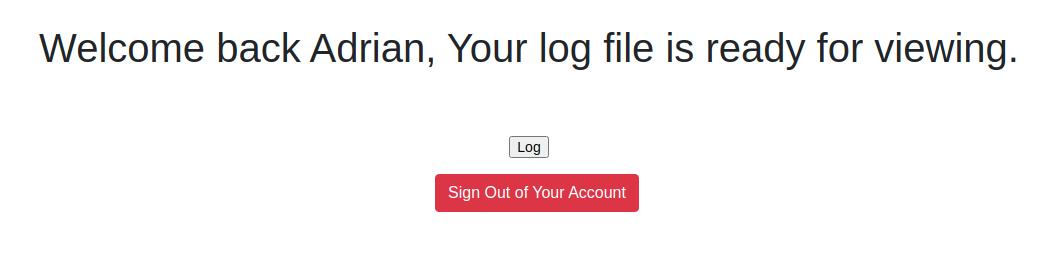 Welcome back Adrian, Your log file is ready for viewing.
Log
Sign Out of Your Account